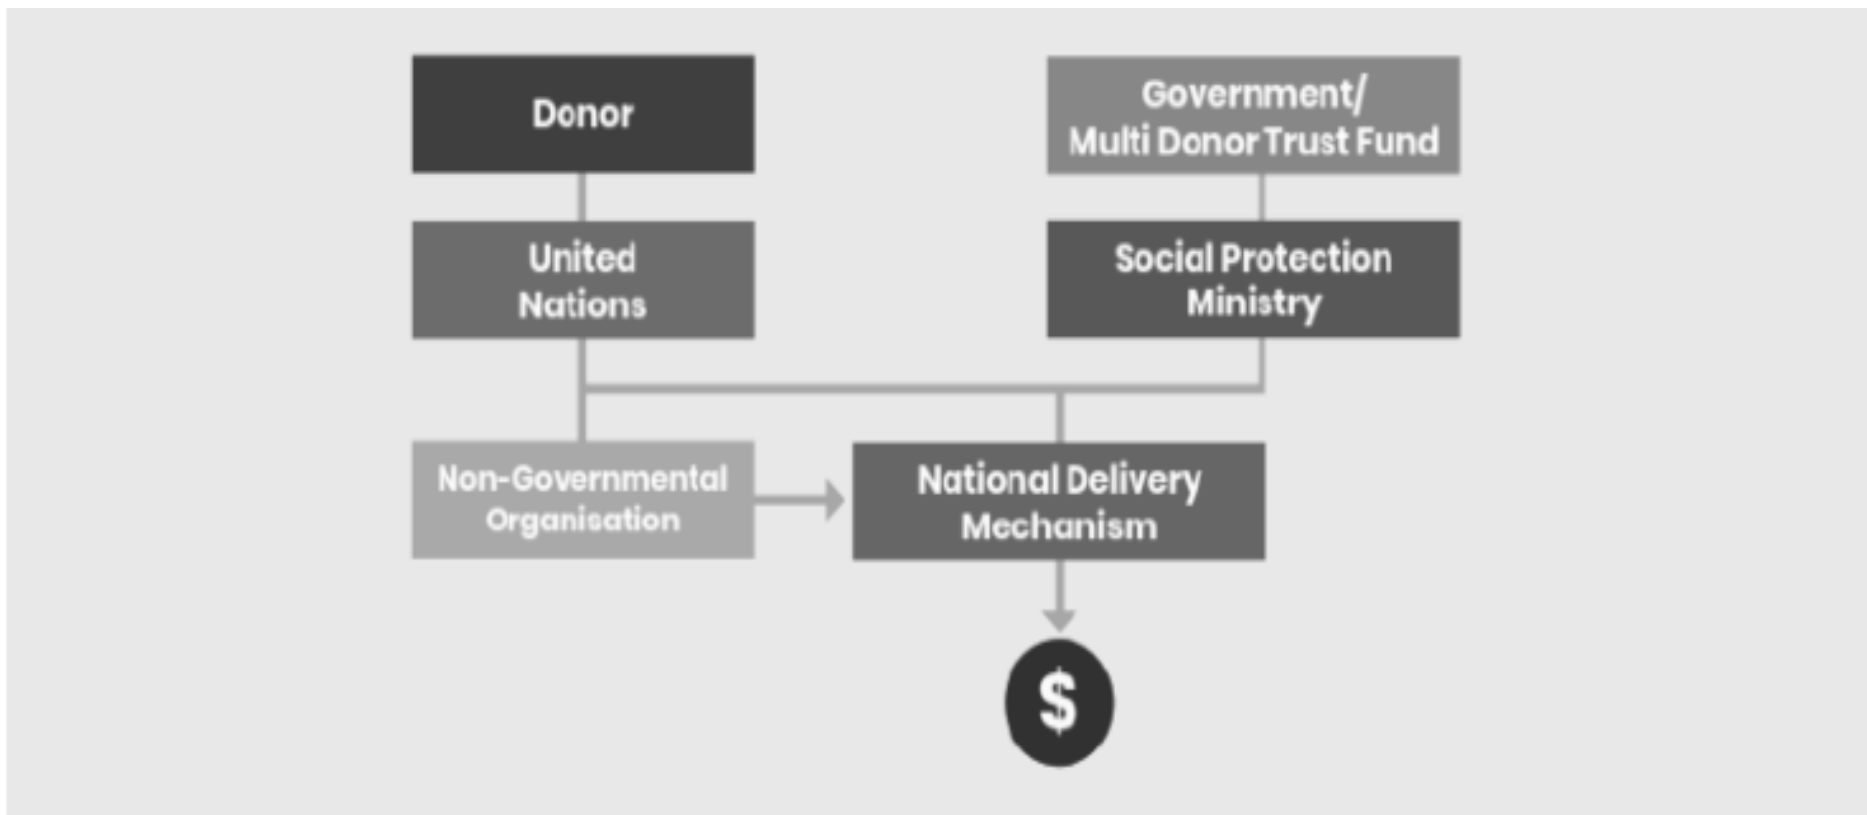 Donor
Government/
Multi Donor Trust Fund
United
Nations
Social Protection
Ministry
Non-Governmental
Organisation
National Delivery
Mechanism
$